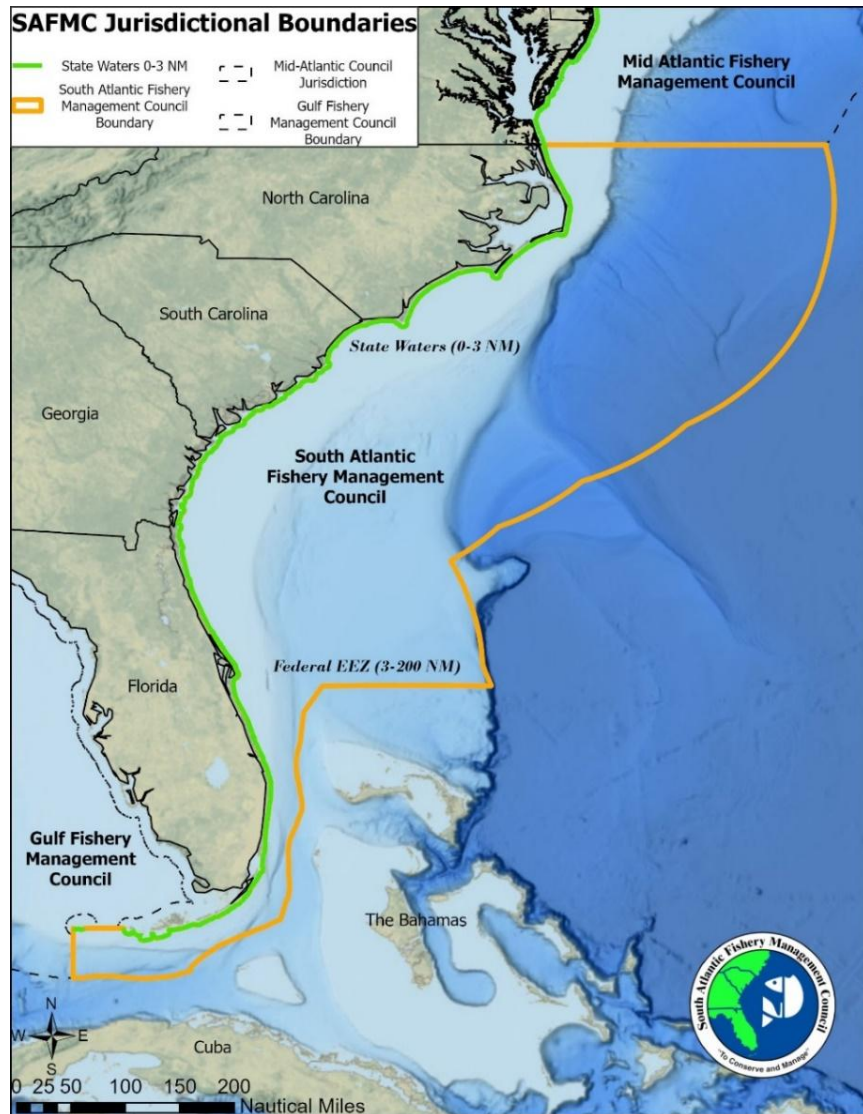 SAFMC Jurisdictional Boundaries
State Waters 0-3 NM
South Atlantic Fishery
Management Council
Boundary
Mid-Atlantic Council
Jurisdiction
Gulf Fishery
Management Council
Boundary
Mid Atlantic Fishery
Management Council
North Carolina
South Carolina
State Waters (0-3 NM)
Georgia
South Atlantic
Fishery Management
Council
Federal EEZ (3-200 NM)
Florida
Gulf Fishery
Management
Council
The Bahamas
South Atlantic Fishery Management Council
"To Conserve and Manage"
N
W E
S
Cuba
0 25 50 100 150 200
Nautical Miles